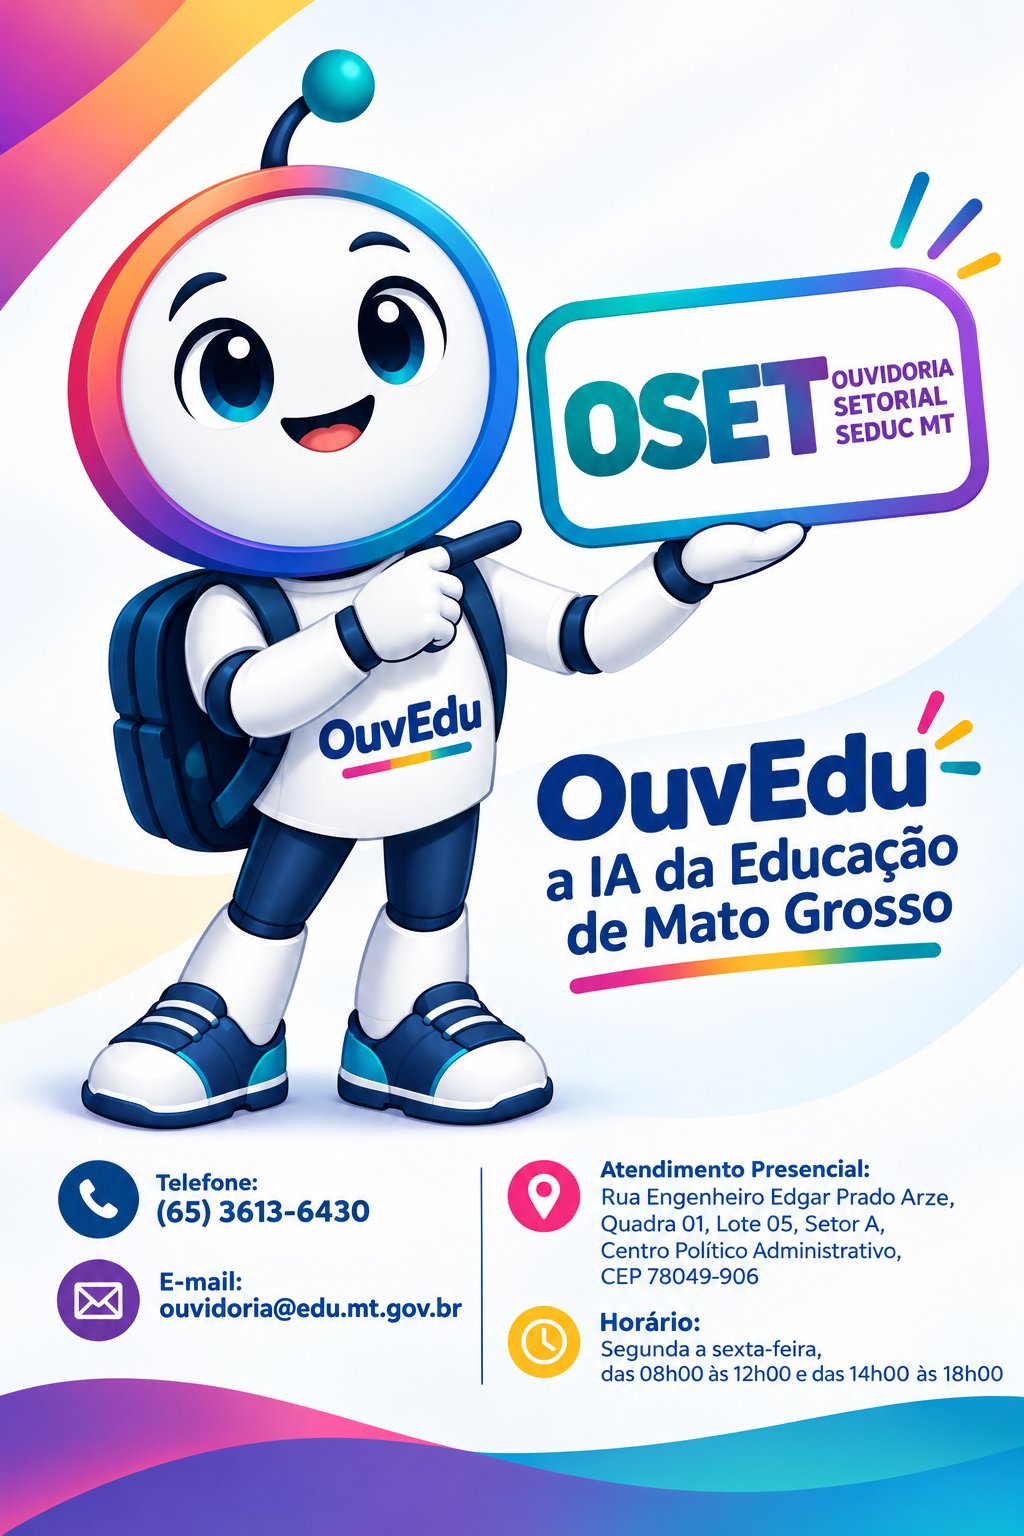 OSET
OUVIDORIA
SETORIAL
SEDUC MT
OuvEdu
OuvEdu
a IA da Educação
de Mato Grosso
Telefone:
(65) 3613-6430
E-mail:
ouvidoria@edu.mt.gov.br
Atendimento Presencial:
Rua Engenheiro Edgar Prado Arze,
Quadra 01, Lote 05, Setor A,
Centro Político Administrativo,
CEP 78049-906
Horário:
Segunda a sexta-feira,
das 08h00 às 12h00 e das 14h00 às 18h00